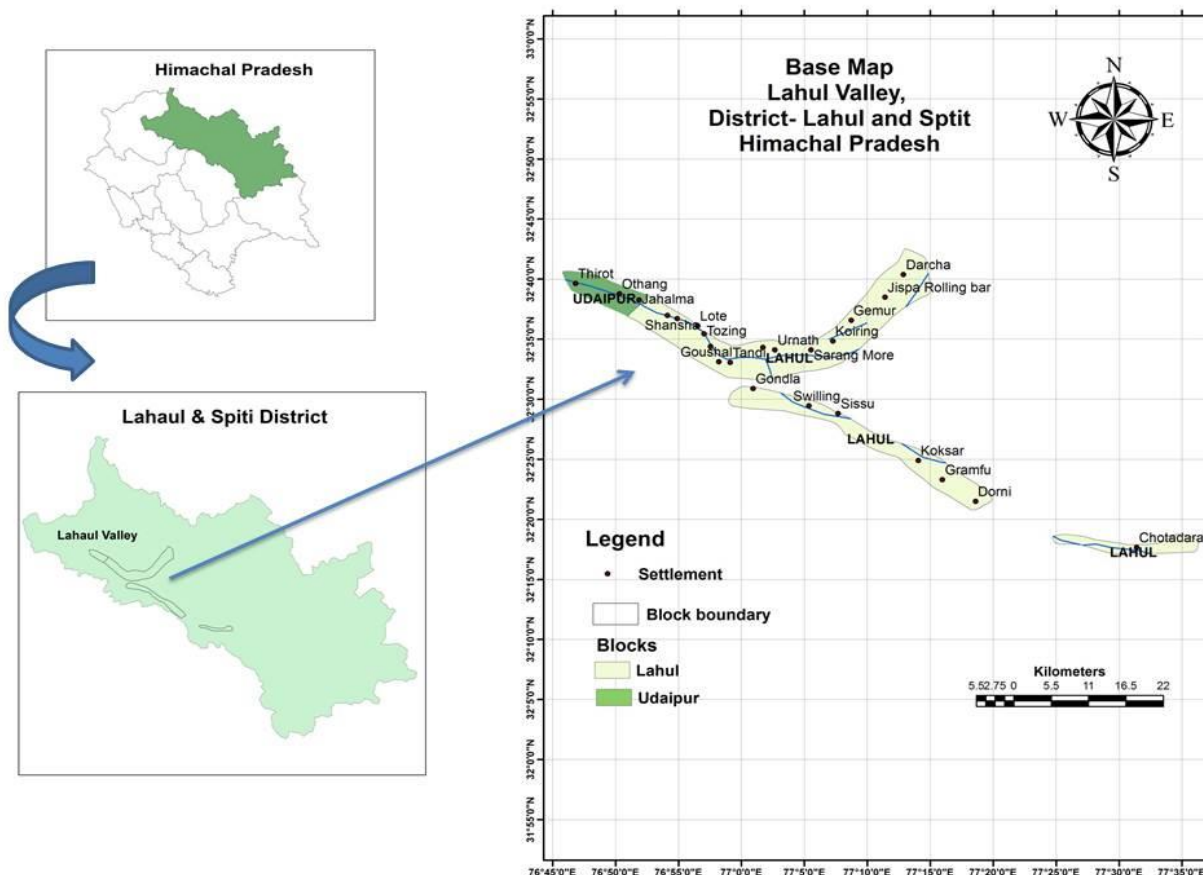 Himachal Pradesh
Lahaul & Spiti District
Lahaul Valley
Base Map
Lahul Valley,
District- Lahul and Sptit
Himachal Pradesh
N
W E
S
33°0'0"N
32°55'0"N
32°50'0"N
32°45'0"N
32°40'0"N
32°35'0"N
32°30'0"N
32°25'0"N
32°20'0"N
32°15'0"N
32°10'0"N
32°5'0"N
32°0'0"N
31°55'0"N
Thirot
Othang
UDAIPUR Jahalma
Shansha
Lote
Tozing
Goushal Tandi
Urnath
LAHUL
Sarang More
Darcha
Jispa Rolling bar
Gemur
Kolring
Gondla
Swilling
Sissu
LAHUL
Koksar
Gramfu
Dorni
Chotadara
LAHUL
Legend
Settlement
Block boundary
Blocks
Lahul
Udaipur
Kilometers
5.5 2.75 0 5.5 11 16.5 22
76°45'0"E 76°50'0"E 76°55'0"E 77°0'0"E 77°5'0"E 77°10'0"E 77°15'0"E 77°20'0"E 77°25'0"E 77°30'0"E 77°35'0"E